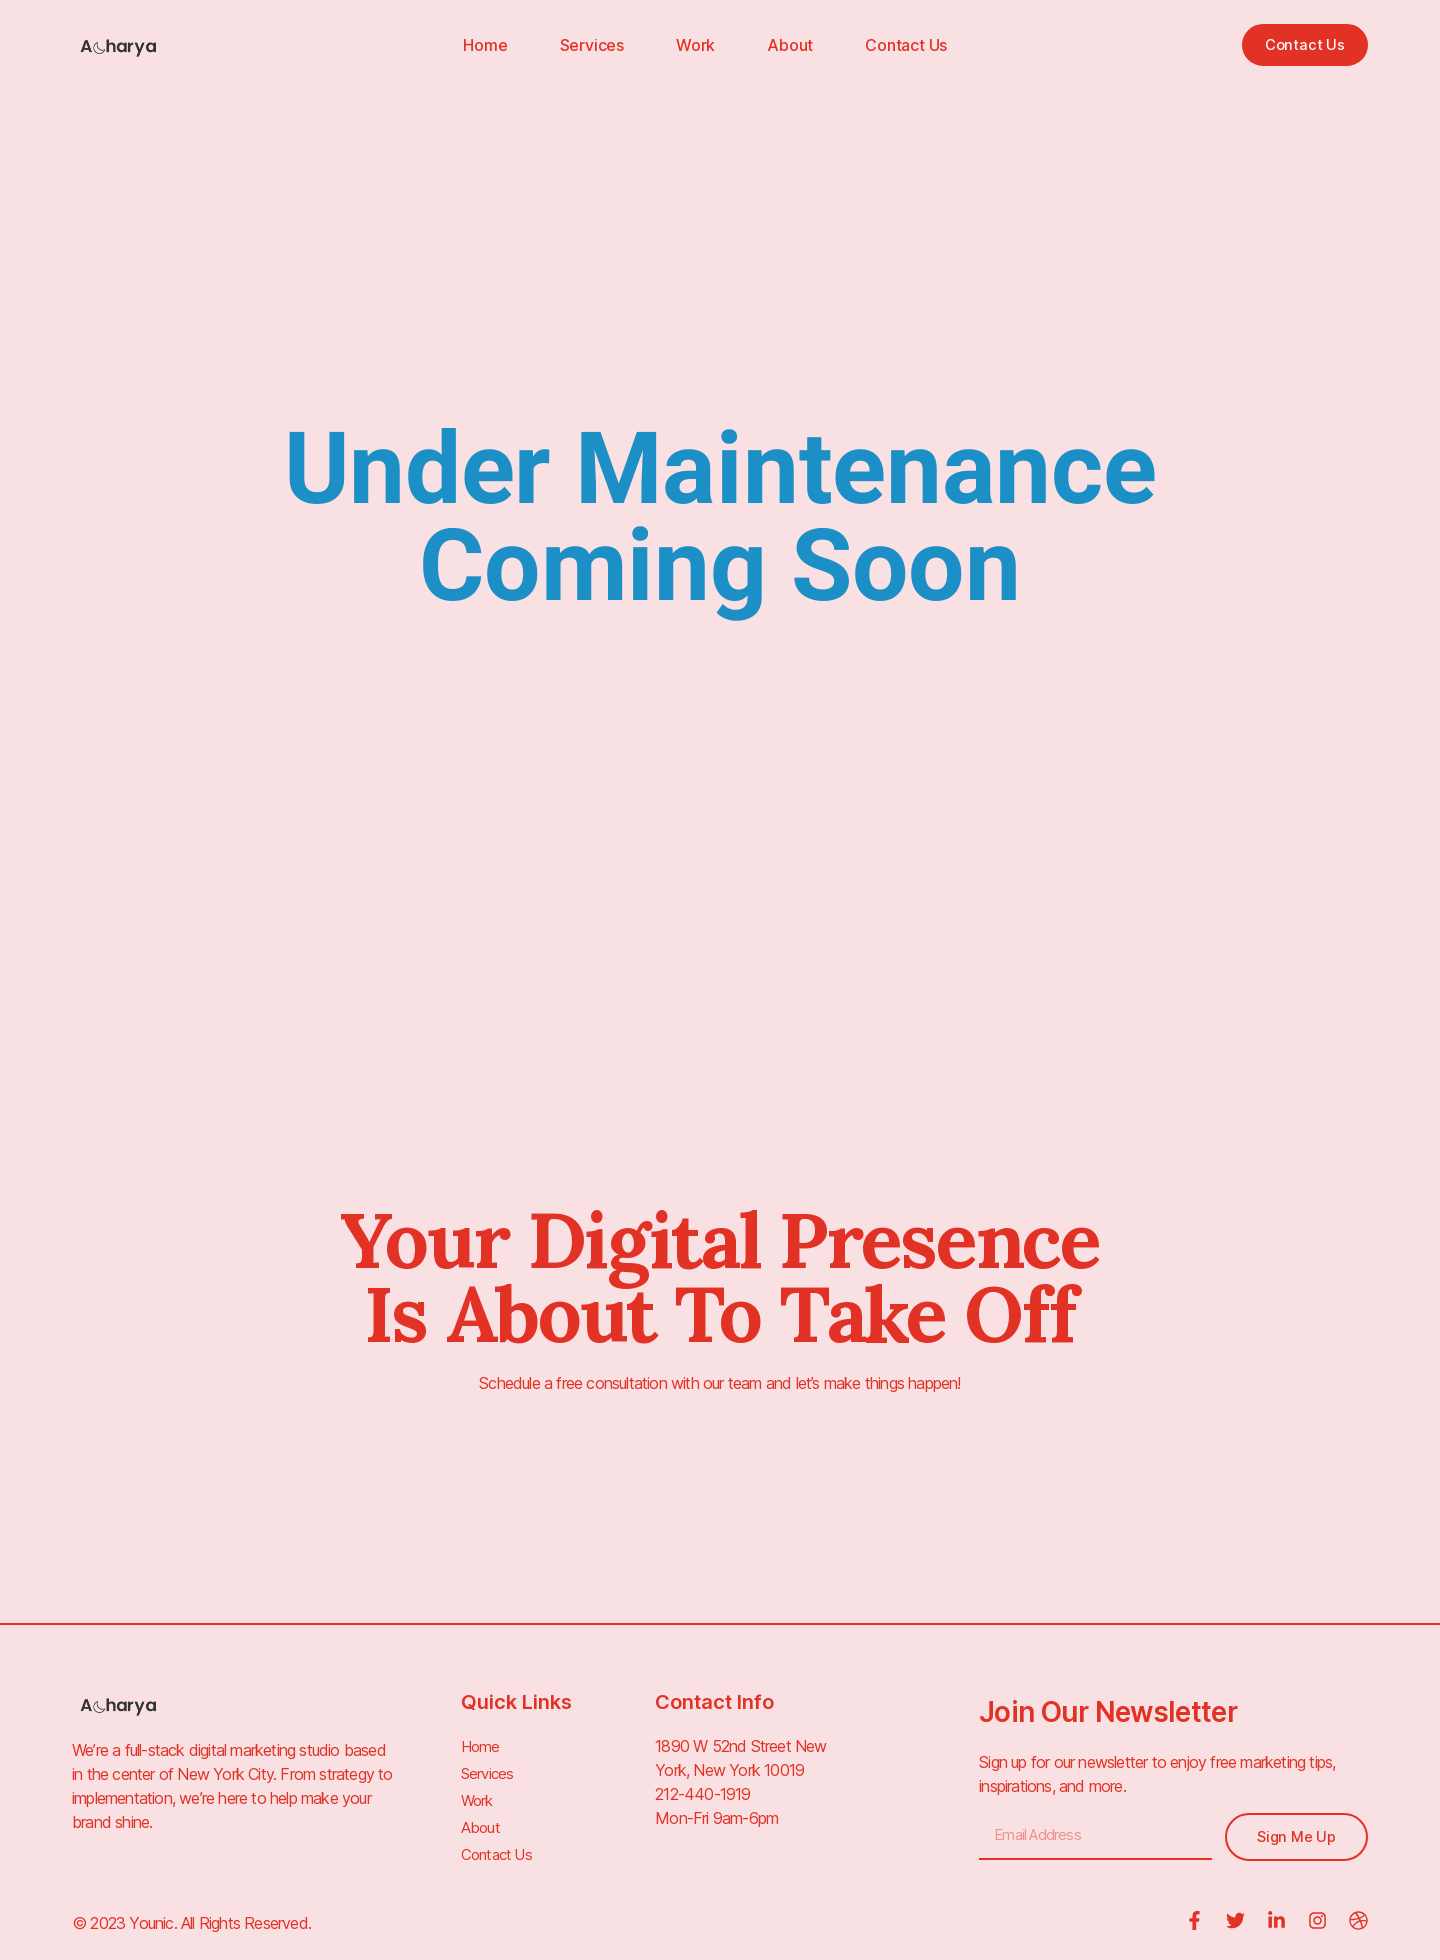 Acharya
Home Services Work About Contact Us
Contact Us
Under Maintenance
Coming Soon
Your Digital Presence
Is About To Take Off
Schedule a free consultation with our team and let’s make things happen!
Acharya
We’re a full-stack digital marketing studio based
in the center of New York City. From strategy to
implementation, we’re here to help make your
brand shine.
Quick Links
Home
Services
Work
About
Contact Us
Contact Info
1890 W 52nd Street New
York, New York 10019
212-440-1919
Mon-Fri 9am-6pm
Join Our Newsletter
Sign up for our newsletter to enjoy free marketing tips,
inspirations, and more.
Email Address
Sign Me Up
© 2023 Younic. All Rights Reserved.